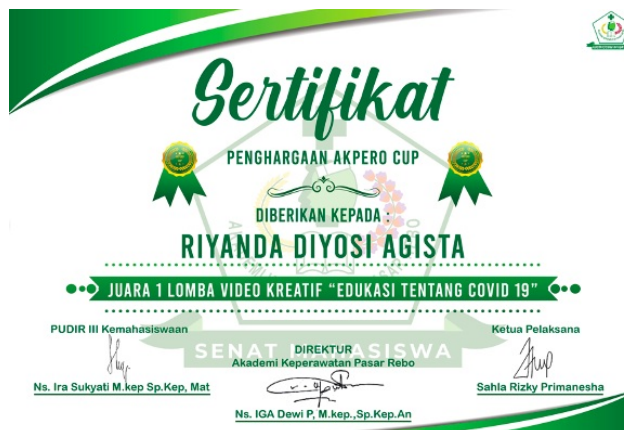 Sertifikat
PENGHARGAAN AKPERO CUP
DIBERIKAN KEPADA :
RIYANDA DIYOSI AGISTA
JUARA 1 LOMBA VIDEO KREATIF “EDUKASI TENTANG COVID 19”
PUDIR III Kemahasiswaan
Ns. Ira Sukyati M.kep Sp.Kep, Mat
DIREKTUR
Akademi Keperawatan Pasar Rebo
Ns. IGA Dewi P, M.kep.,Sp.Kep.An
Ketua Pelaksana
Sahla Rizky Primanesha
SENAT MAHASISWA